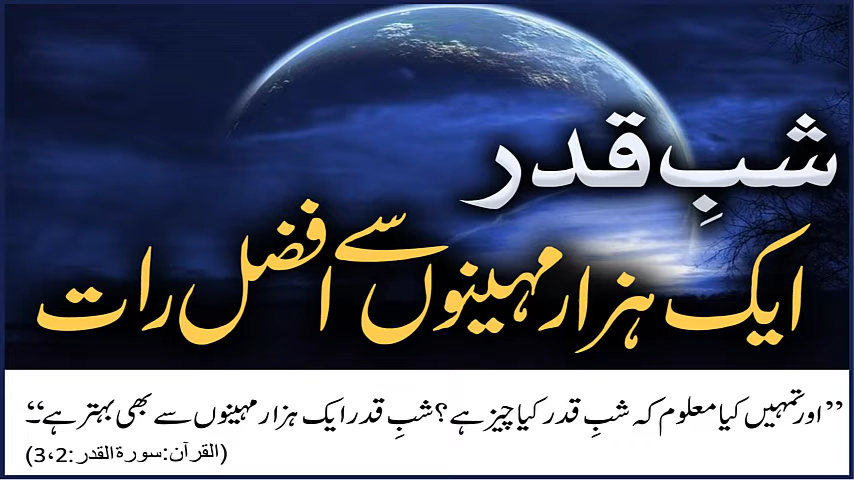 شبِ قدر
ایک ہزار مہینوں سے افضل رات
”اور تمہیں کیا معلوم کہ شبِ قدر کیا چیز ہے؟ شبِ قدر ایک ہزار مہینوں سے بھی بہتر ہے۔“
(القرآن:سورۃ القدر:3،2)